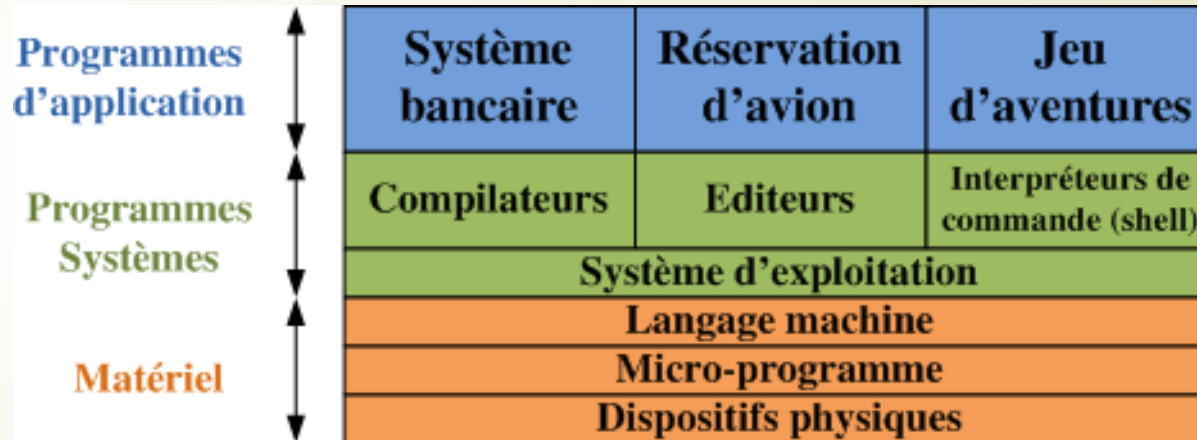 Programmes
d'application
Système
bancaire
Réservation
d'avion
Jeu
d'aventures
Programmes
Systèmes
Compilateurs
Editeurs
Interpréteurs de
commande (shell)
Système d'exploitation
Matériel
Langage machine
Micro-programme
Dispositifs physiques